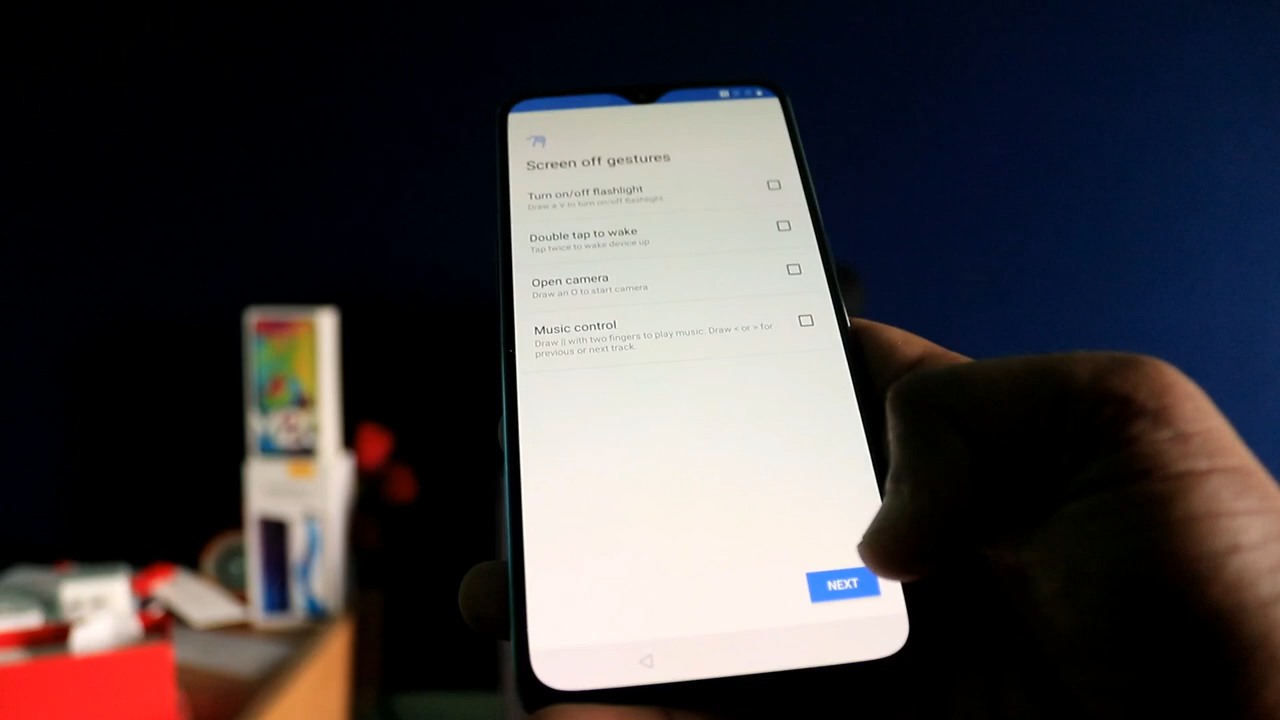 Screen off gestures
Turn on/off flashlight
Draw a V to turn on/off flashlight
Double tap to wake
Tap twice to wake device up
Open camera
Draw an O to start camera
Music control
Draw || with two fingers to play music. Draw < or > for
previous or next track.
NEXT